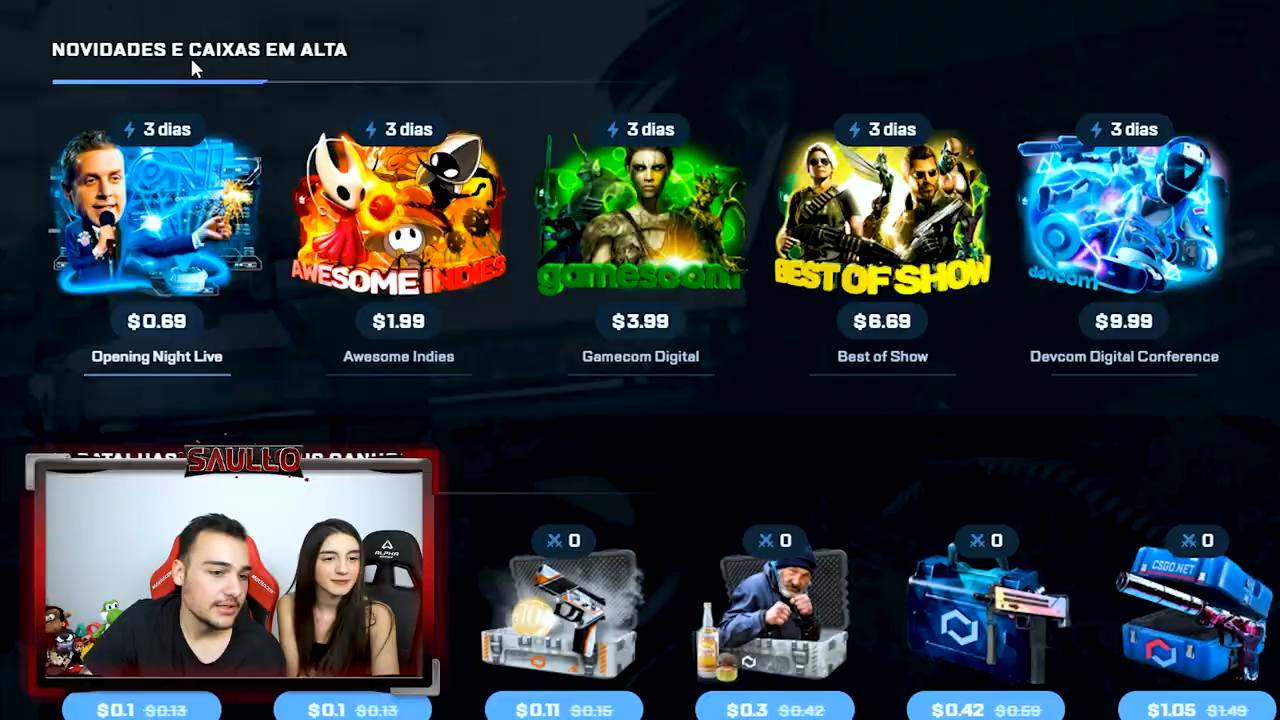 NOVIDADES E CAIXAS EM ALTA
3 dias
3 dias
3 dias
3 dias
3 dias
AWESOME INDIES
gamescom
BEST OF SHOW
devcom
$0.69
$1.99
$3.99
$6.69
$9.99
Opening Night Live
Awesome Indies
Gamecom Digital
Best of Show
Devcom Digital Conference
SAULLO
ALPHA
0
0
0
0
CSGO.NET
$0.1 $0.13
$0.1 $0.13
$0.11 $0.15
$0.3 $0.42
$0.42 $0.59
$1.05 $1.49